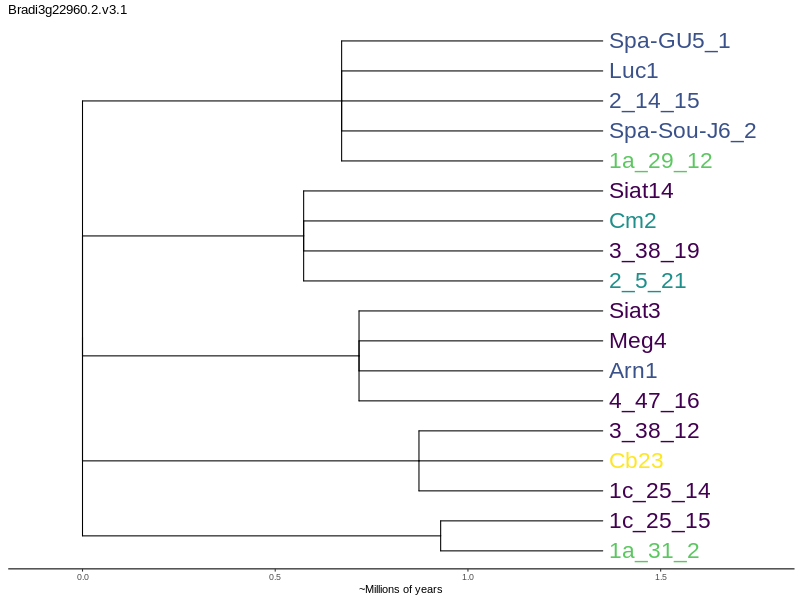 Bradi3g22960.2.v3.1
Spa-GU5_1
Luc1
2_14_15
Spa-Sou-J6_2
1a_29_12
Siat14
Cm2
3_38_19
2_5_21
Siat3
Meg4
Arn1
4_47_16
3_38_12
Cb23
1c_25_14
1c_25_15
1a_31_2
0.0 0.5 1.0 1.5
~Millions of years